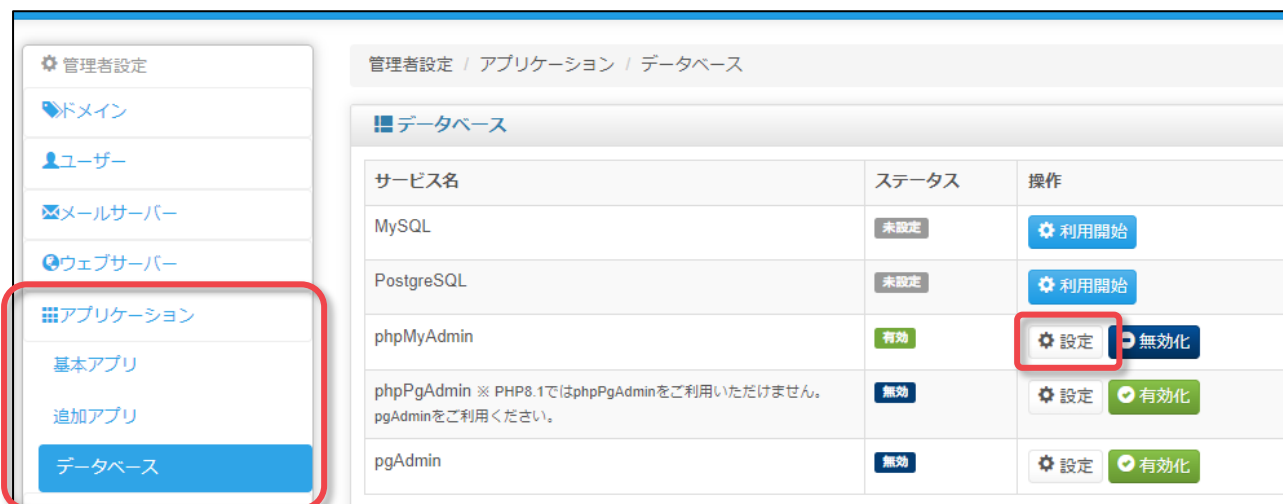 管理者設定
ドメイン
ユーザー
メールサーバー
ウェブサーバー
アプリケーション
基本アプリ
追加アプリ
データベース
管理者設定 / アプリケーション / データベース
データベース
サービス名 ステータス 操作
MySQL 未設定 利用開始
PostgreSQL 未設定 利用開始
phpMyAdmin 有効 設定 無効化
phpPgAdmin ※ PHP8.1ではphpPgAdminをご利用いただけません。 無効 設定 有効化
pgAdminをご利用ください。
pgAdmin 無効 設定 有効化